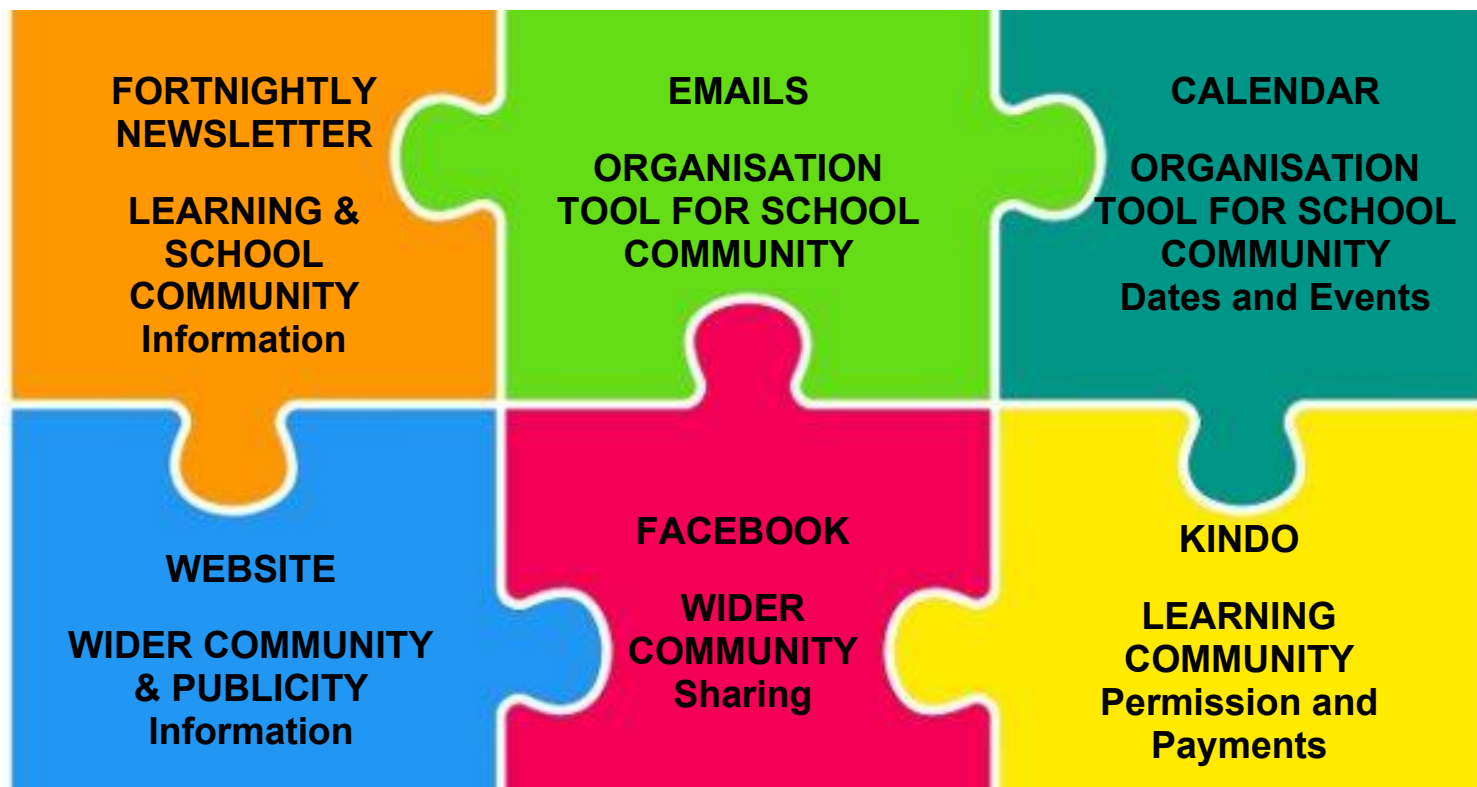 FORTNIGHTLY
NEWSLETTER
LEARNING &
SCHOOL
COMMUNITY
Information
EMAILS
ORGANISATION
TOOL FOR SCHOOL
COMMUNITY
CALENDAR
ORGANISATION
TOOL FOR SCHOOL
COMMUNITY
Dates and Events
WEBSITE
WIDER COMMUNITY
& PUBLICITY
Information
FACEBOOK
WIDER
COMMUNITY
Sharing
KINDO
LEARNING
COMMUNITY
Permission and
Payments